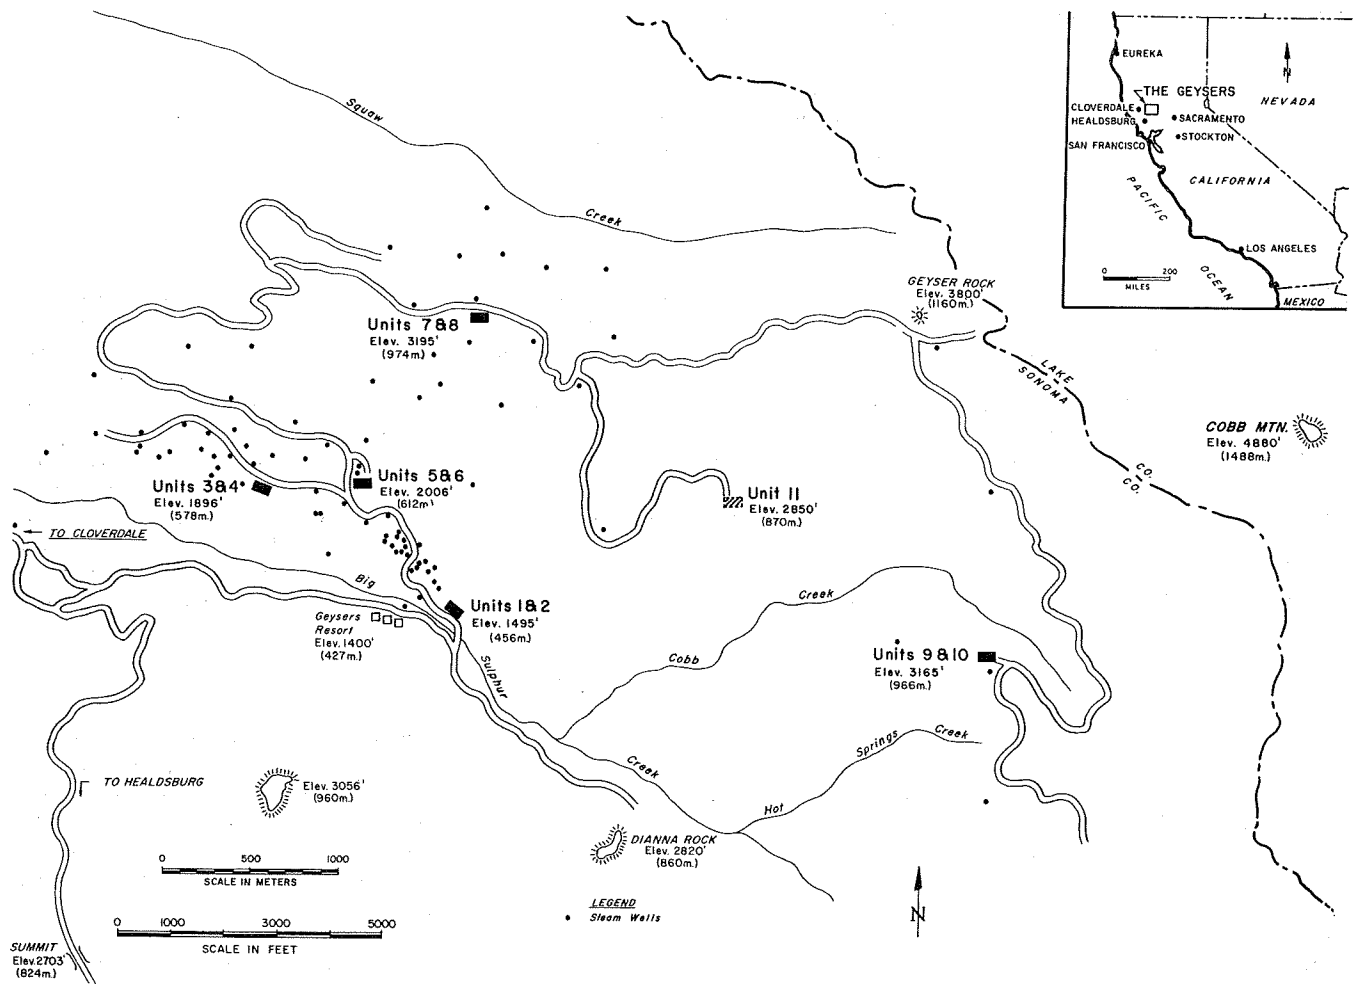 Squaw
Creek
EUREKA
N
THE GEYSERS
NEVADA
CLOVERDALE
HEALDSBURG
SACRAMENTO
STOCKTON
SAN FRANCISCO
CALIFORNIA
PACIFIC
OCEAN
LOS ANGELES
0 200
MILES
MEXICO
GEYSER ROCK
Elev. 3800'
(1160m.)
Units 7&8
Elev. 3195'
(974m.)
LAKE
SONOMA
CO.
CO.
COBB MTN.
Elev. 4880'
(1488m.)
Units 3&4
Elev. 1896'
(578m.)
Units 5&6
Elev. 2006'
(612m
Unit 11
Elev. 2850'
(870m.)
TO CLOVERDALE
Big
Sulphur
Creek
Geysers
Resort
Elev. 1400'
(427m.)
Units 1&2
Elev. 1495'
(456m.)
Cobb
Creek
Units 9&10
Elev. 3165'
(966m.)
Hot
Springs
Creek
TO HEALDSBURG
Elev. 3056'
(960m.)
DIANNA ROCK
Elev. 2820'
(860m.)
0 500 1000
SCALE IN METERS
0 1000 3000 5000
SCALE IN FEET
LEGEND
Steam Wells
N
SUMMIT
Elev.2703'
(824m.)